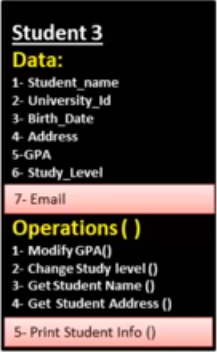 Student 3
Data:
1- Student_name
2- University_Id
3- Birth_Date
4- Address
5-GPA
6- Study_Level
7- Email
Operations ( )
1- Modify GPA()
2- Change Study level ()
3- Get Student Name ()
4- Get Student Address ()
5- Print Student Info ()